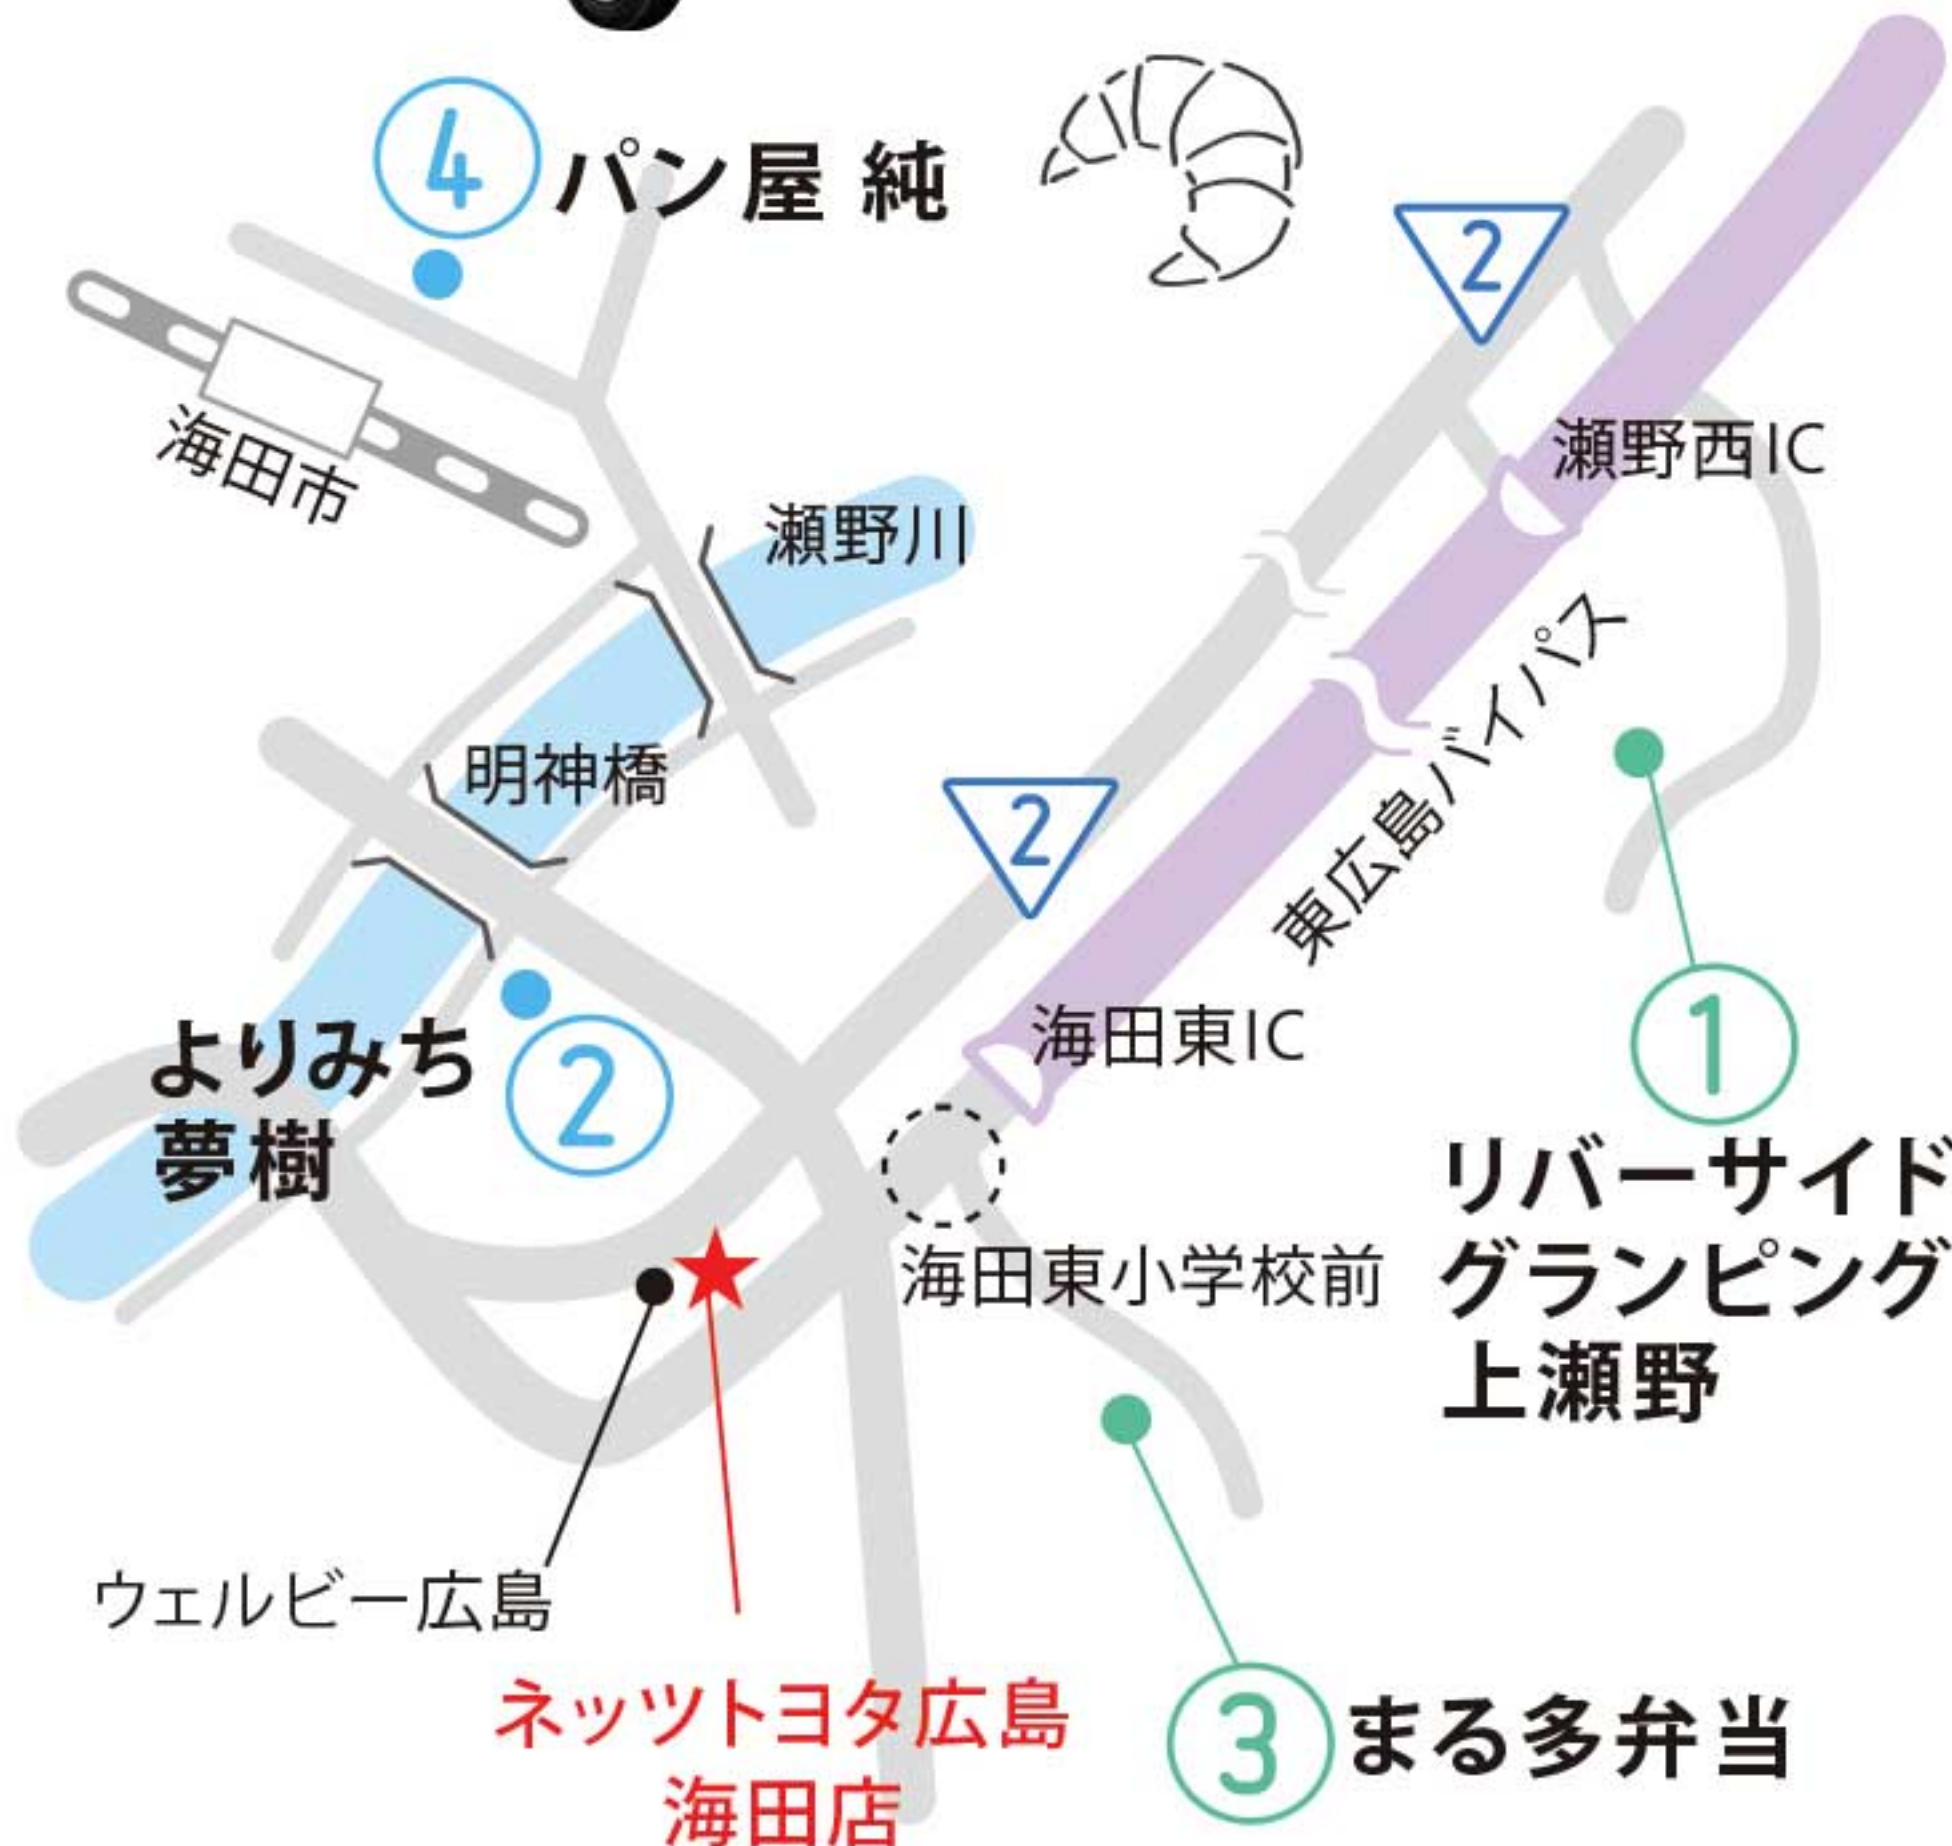 4
パン屋 純
2
海田市
瀬野西IC
瀬野川
明神橋
2
東広島バイパス
海田東IC
よりみち
夢樹
2
1
リバーサイド
グランピング
上瀬野
海田東小学校前
ウェルビー広島
ネッツトヨタ広島
海田店
3
まる多弁当